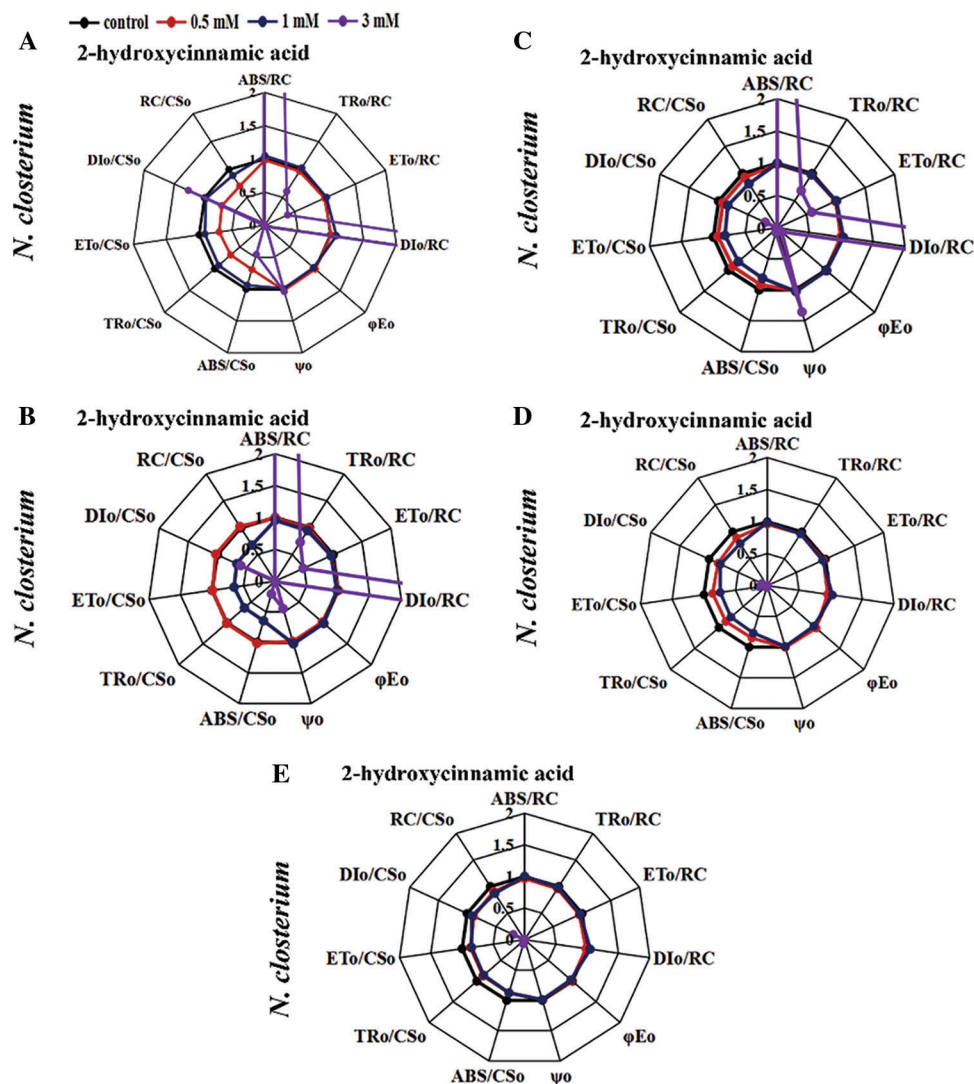 control 0.5 mM 1 mM 3 mM
A
2-hydroxycinnamic acid
N. closterium
ABS/RC
TRo/RC
ETo/RC
DIo/RC
φEo
ψo
ABS/CSo
TRo/CSo
ETo/CSo
DIo/CSo
RC/CSo
2
1.5
1
0.5
0
C
2-hydroxycinnamic acid
N. closterium
ABS/RC
TRo/RC
ETo/RC
DIo/RC
φEo
ψo
ABS/CSo
TRo/CSo
ETo/CSo
DIo/CSo
RC/CSo
2
1.5
1
0.5
0
B
2-hydroxycinnamic acid
N. closterium
ABS/RC
TRo/RC
ETo/RC
DIo/RC
φEo
ψo
ABS/CSo
TRo/CSo
ETo/CSo
DIo/CSo
RC/CSo
2
1.5
1
0.5
0
D
2-hydroxycinnamic acid
N. closterium
ABS/RC
TRo/RC
ETo/RC
DIo/RC
φEo
ψo
ABS/CSo
TRo/CSo
ETo/CSo
DIo/CSo
RC/CSo
2
1.5
1
0.5
0
E
2-hydroxycinnamic acid
N. closterium
ABS/RC
TRo/RC
ETo/RC
DIo/RC
φEo
ψo
ABS/CSo
TRo/CSo
ETo/CSo
DIo/CSo
RC/CSo
2
1.5
1
0.5
0